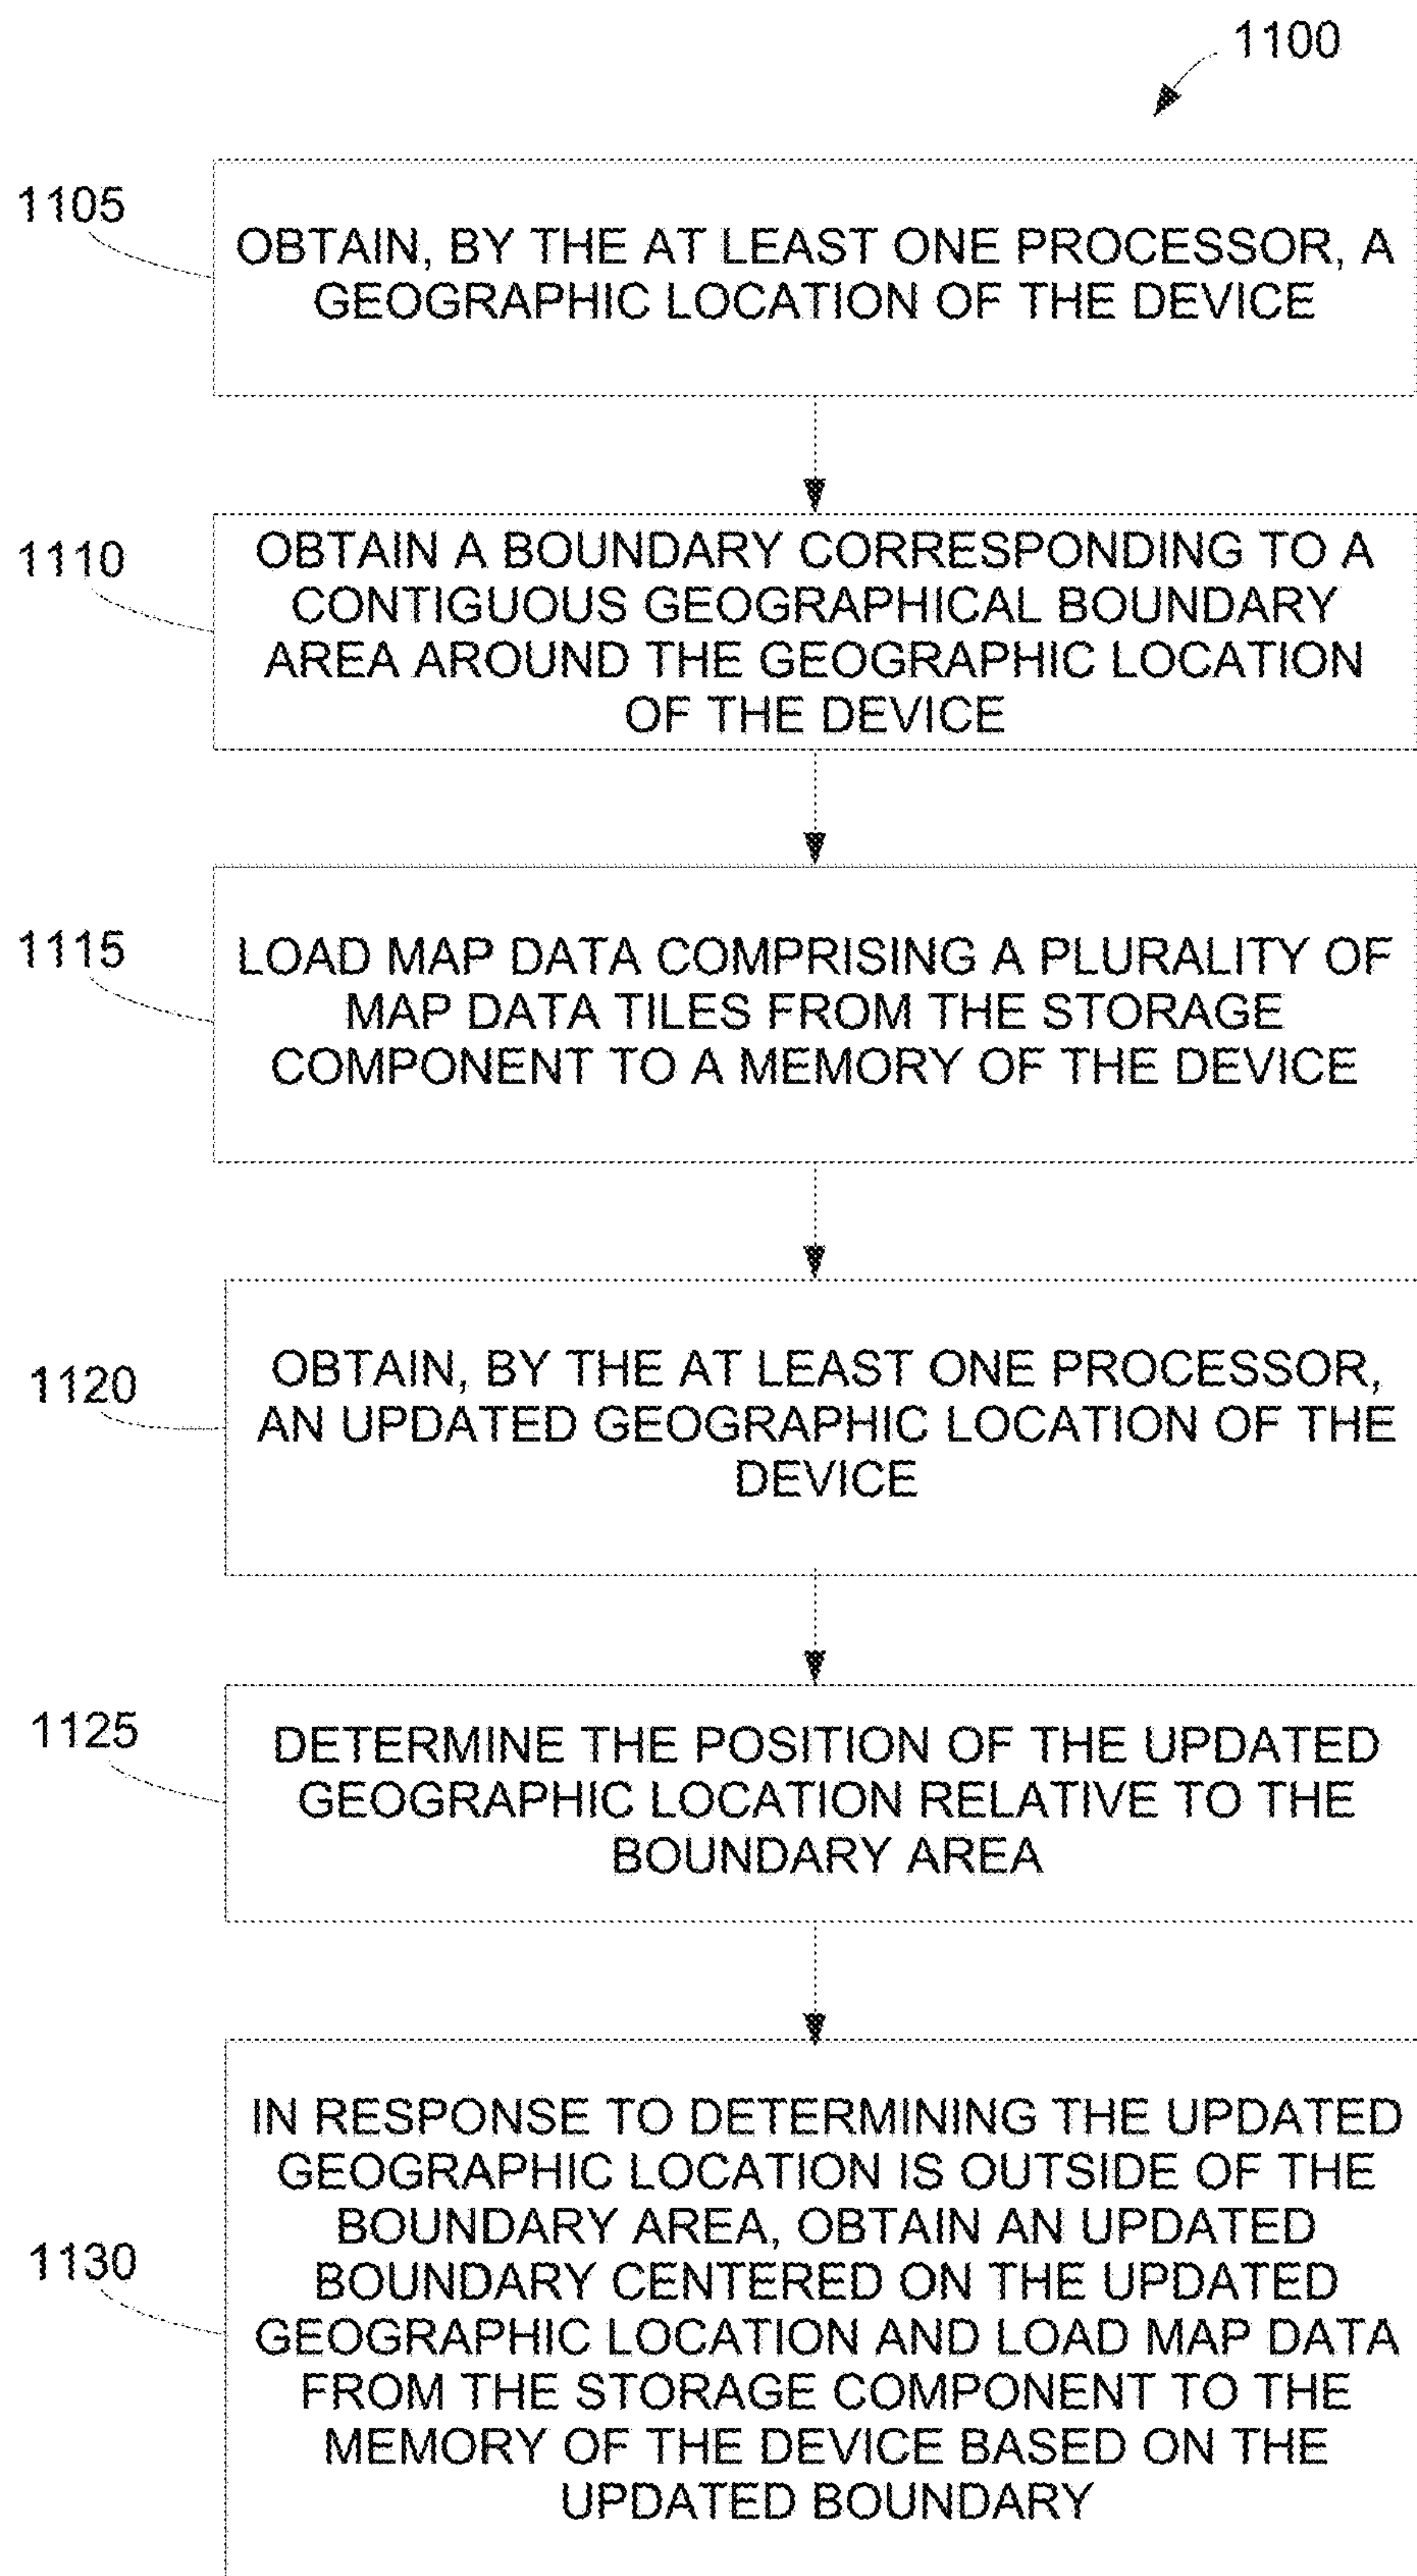 1100
1105
OBTAIN, BY THE AT LEAST ONE PROCESSOR, A
GEOGRAPHIC LOCATION OF THE DEVICE
1110
OBTAIN A BOUNDARY CORRESPONDING TO A
CONTIGUOUS GEOGRAPHICAL BOUNDARY
AREA AROUND THE GEOGRAPHIC LOCATION
OF THE DEVICE
1115
LOAD MAP DATA COMPRISING A PLURALITY OF
MAP DATA TILES FROM THE STORAGE
COMPONENT TO A MEMORY OF THE DEVICE
1120
OBTAIN, BY THE AT LEAST ONE PROCESSOR,
AN UPDATED GEOGRAPHIC LOCATION OF THE
DEVICE
1125
DETERMINE THE POSITION OF THE UPDATED
GEOGRAPHIC LOCATION RELATIVE TO THE
BOUNDARY AREA
1130
IN RESPONSE TO DETERMINING THE UPDATED
GEOGRAPHIC LOCATION IS OUTSIDE OF THE
BOUNDARY AREA, OBTAIN AN UPDATED
BOUNDARY CENTERED ON THE UPDATED
GEOGRAPHIC LOCATION AND LOAD MAP DATA
FROM THE STORAGE COMPONENT TO THE
MEMORY OF THE DEVICE BASED ON THE
UPDATED BOUNDARY